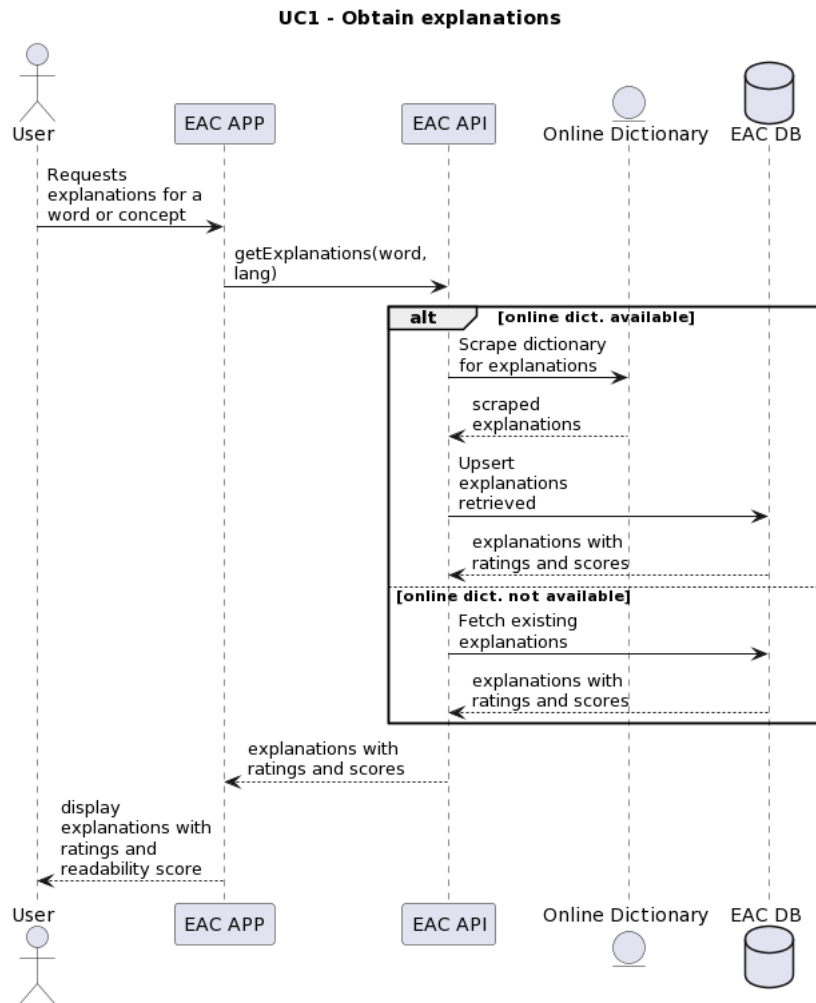 UC1 - Obtain explanations
User
EAC APP
EAC API
Online Dictionary
EAC DB
Requests
explanations for a
word or concept
getExplanations(word,
lang)
alt
[online dict. available]
Scrape dictionary
for explanations
scraped
explanations
Upsert
explanations
retrieved
explanations with
ratings and scores
[online dict. not available]
Fetch existing
explanations
explanations with
ratings and scores
explanations with
ratings and scores
display
explanations with
ratings and
readability score
User
EAC APP
EAC API
Online Dictionary
EAC DB